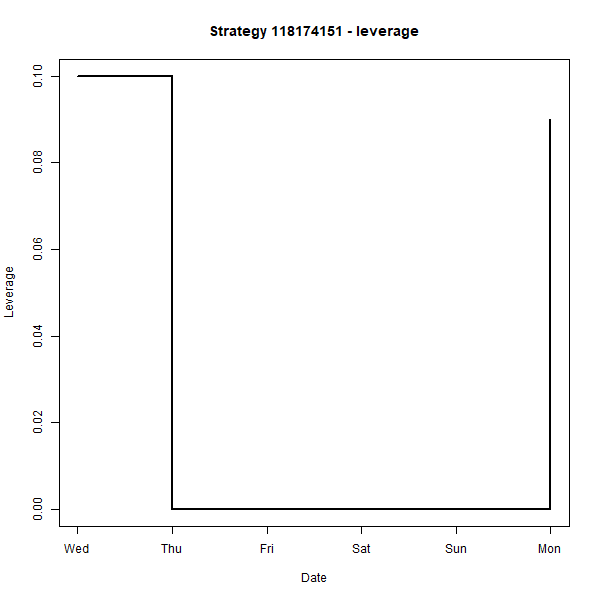 Strategy 118174151 - leverage
0.10
0.08
0.06
0.04
0.02
0.00
Leverage
Wed Thu Fri Sat Sun Mon
Date